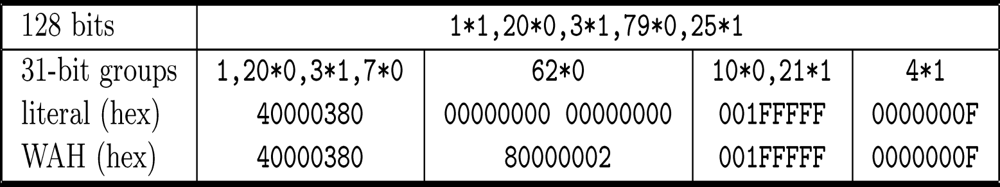 128 bits 1*1,20*0,3*1,79*0,25*1
31-bit groups 1,20*0,3*1,7*0 62*0 10*0,21*1 4*1
literal (hex) 40000380 00000000 00000000 001FFFFF 0000000F
WAH (hex) 40000380 80000002 001FFFFF 0000000F